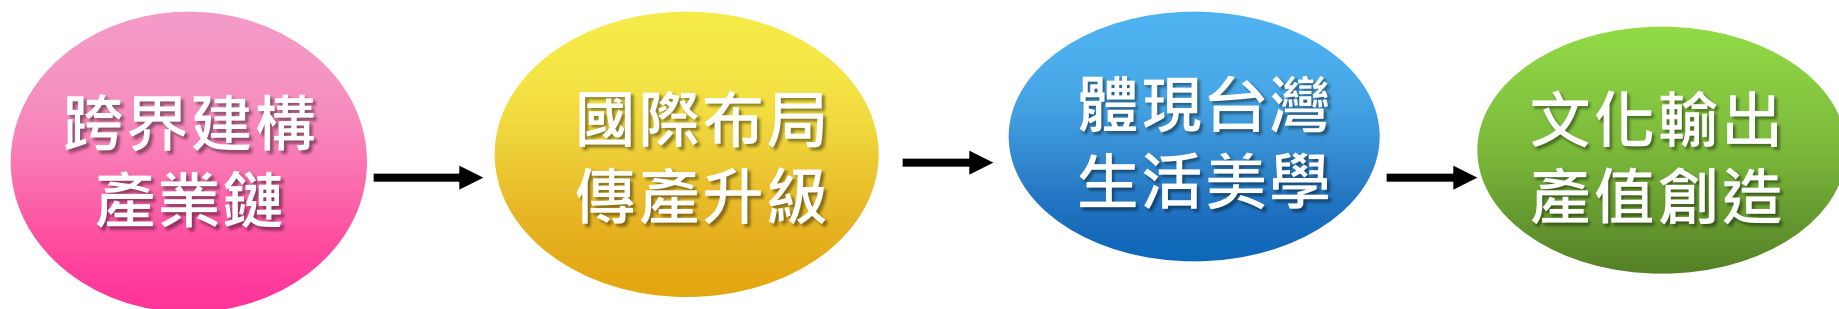 跨界建構
產業鏈
國際布局
傳產升級
體現台灣
生活美學
文化輸出
產值創造